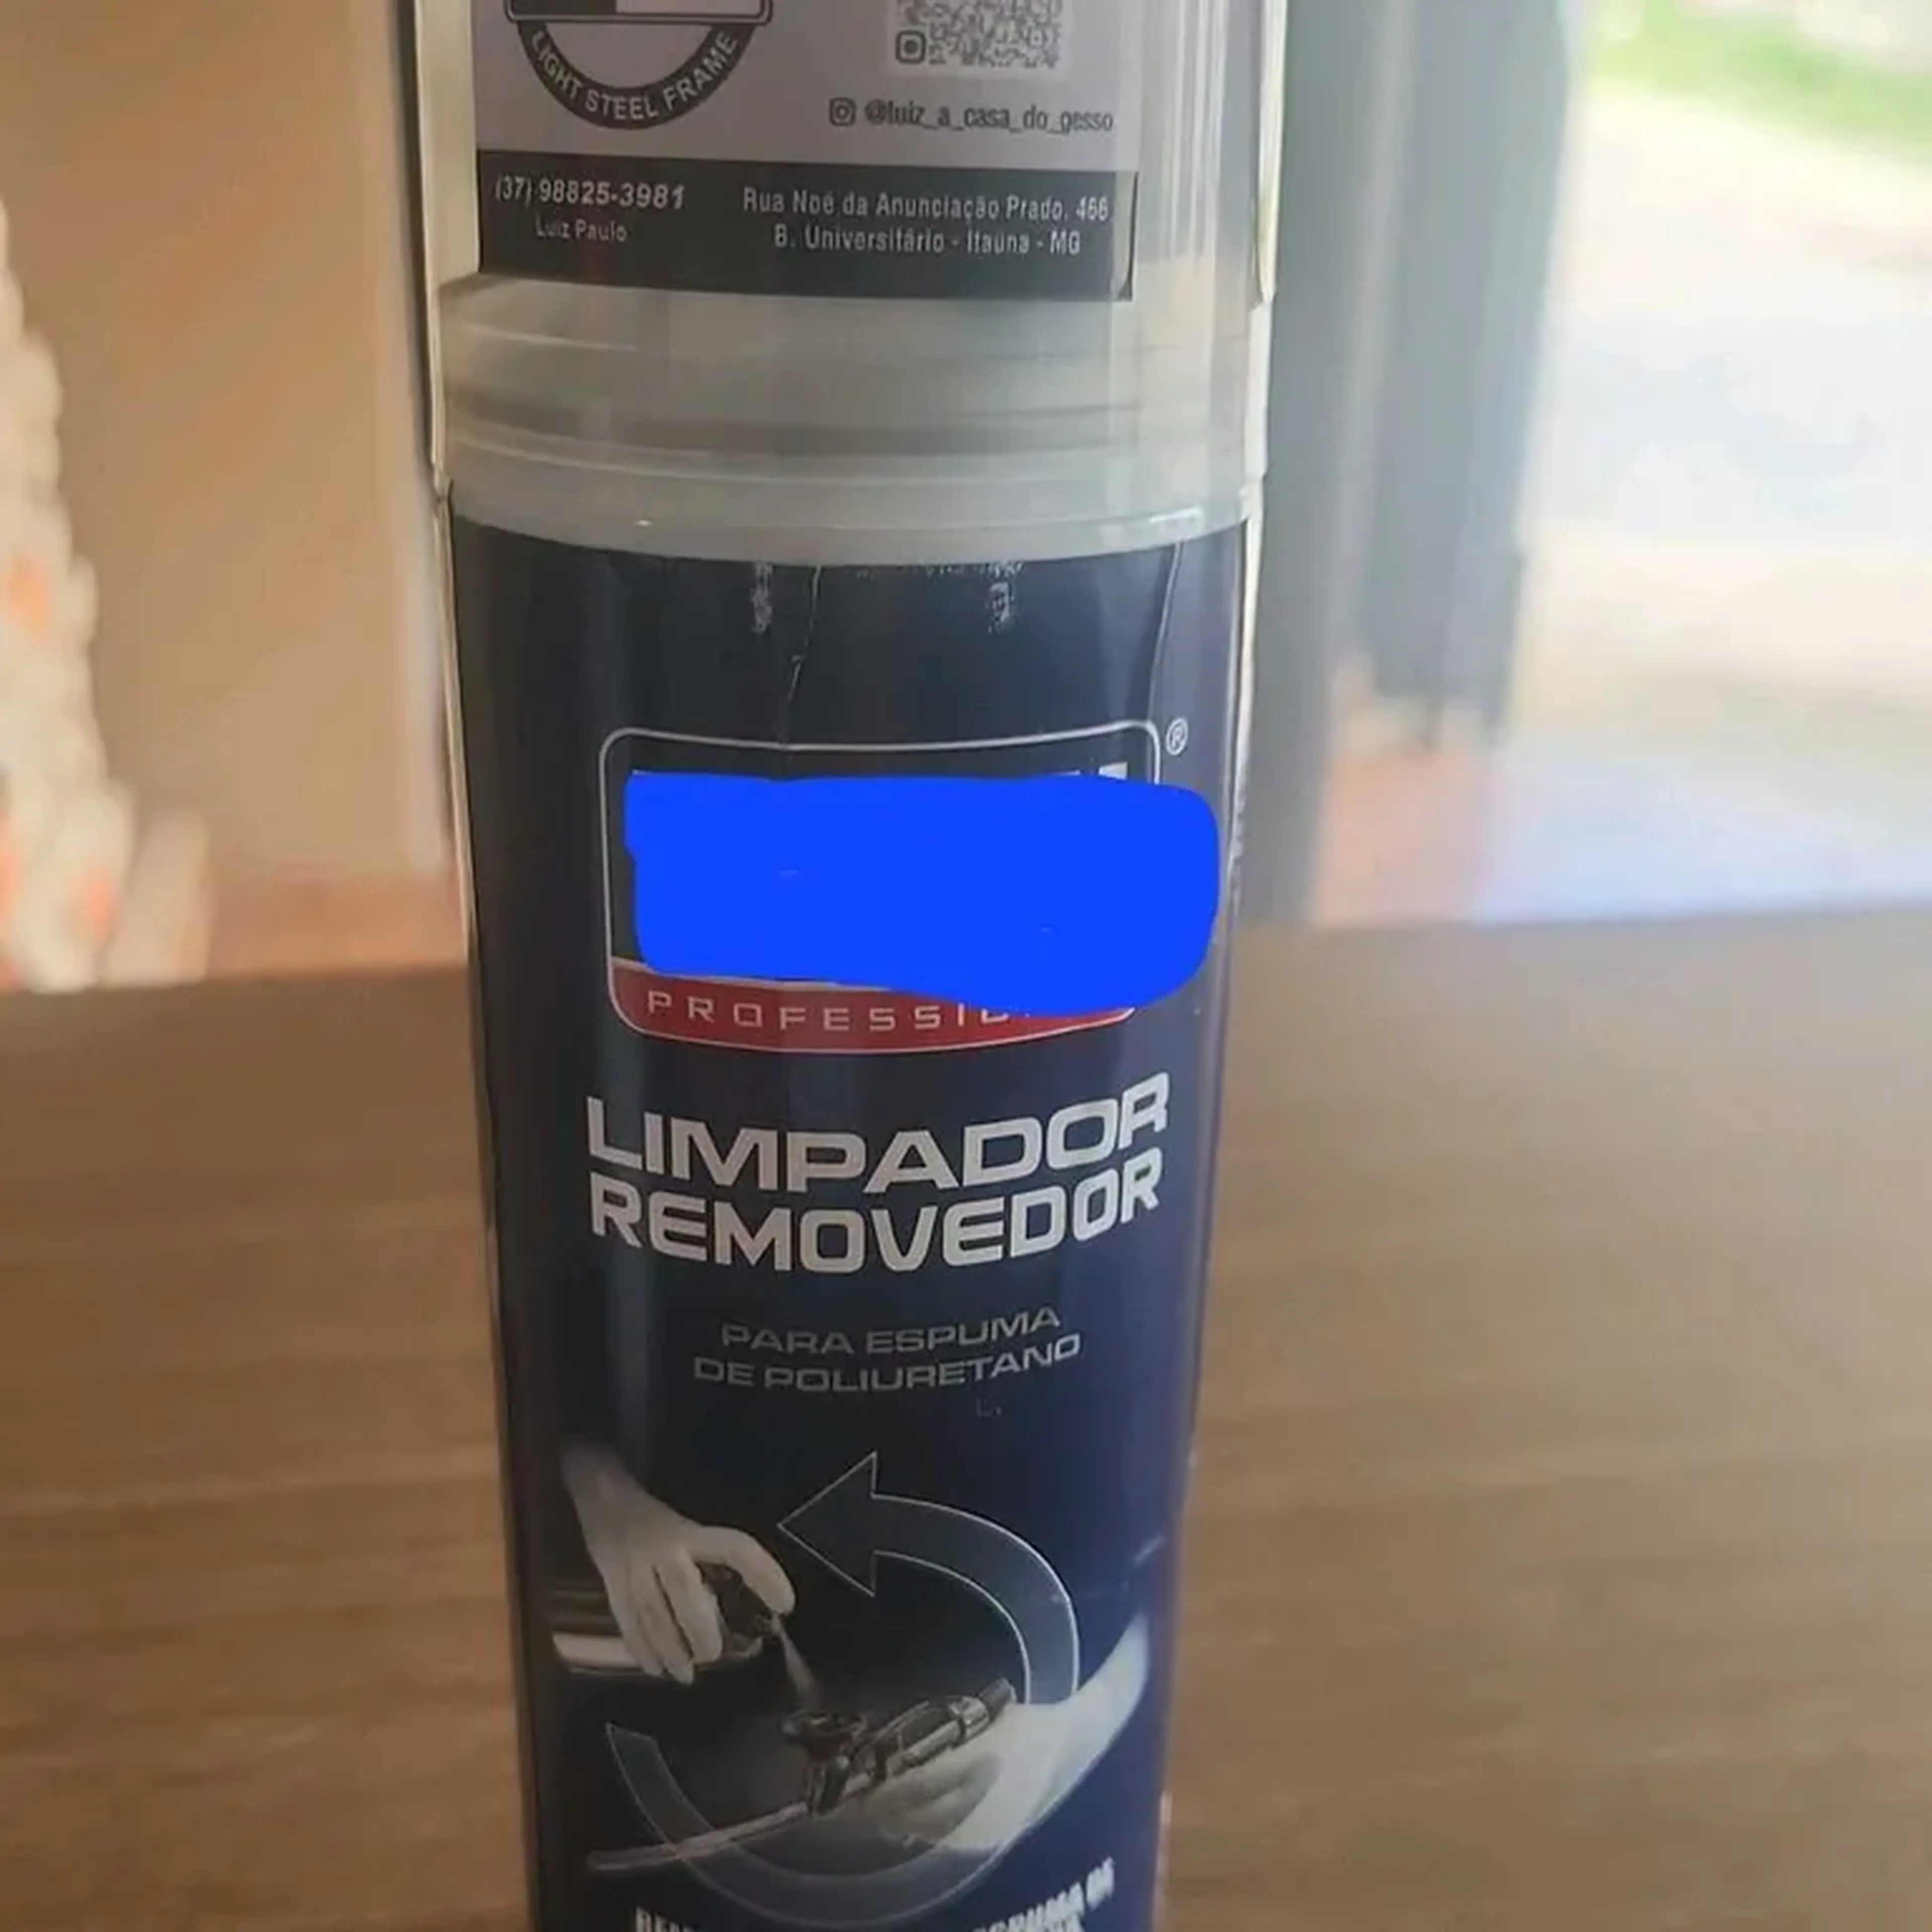 LIGHT STEEL FRAME
@luiz_a_casa_do_gesso
(37) 98825-3981
Luiz Paulo
Rua Noé da Anunciação Prado, 466
B. Universitário - Itaúna - MG
®
LIMPADOR
REMOVEDOR
PARA ESPUMA
DE POLIURETANO